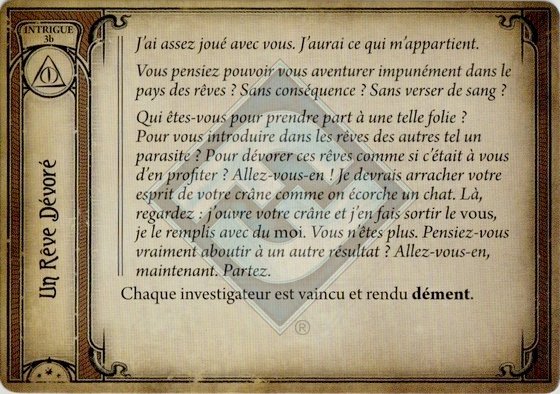 INTRIGUE
3b
Un Rêve Dévoré
J'ai assez joué avec vous. J'aurai ce qui m'appartient.
Vous pensiez pouvoir vous aventurer impunément dans le
pays des rêves ? Sans conséquence ? Sans verser de sang ?
Qui êtes-vous pour prendre part à une telle folie ?
Pour vous introduire dans les rêves des autres tel un
parasite ? Pour dévorer ces rêves comme si c'était à vous
d'en profiter ? Allez-vous-en ! Je devrais arracher votre
esprit de votre crâne comme on écorche un chat. Là,
regardez : j'ouvre votre crâne et j'en fais sortir le vous,
je le remplis avec du moi. Vous n'êtes plus. Pensiez-vous
vraiment aboutir à un autre résultat ? Allez-vous-en,
maintenant. Partez.
Chaque investigateur est vaincu et rendu dément.
®